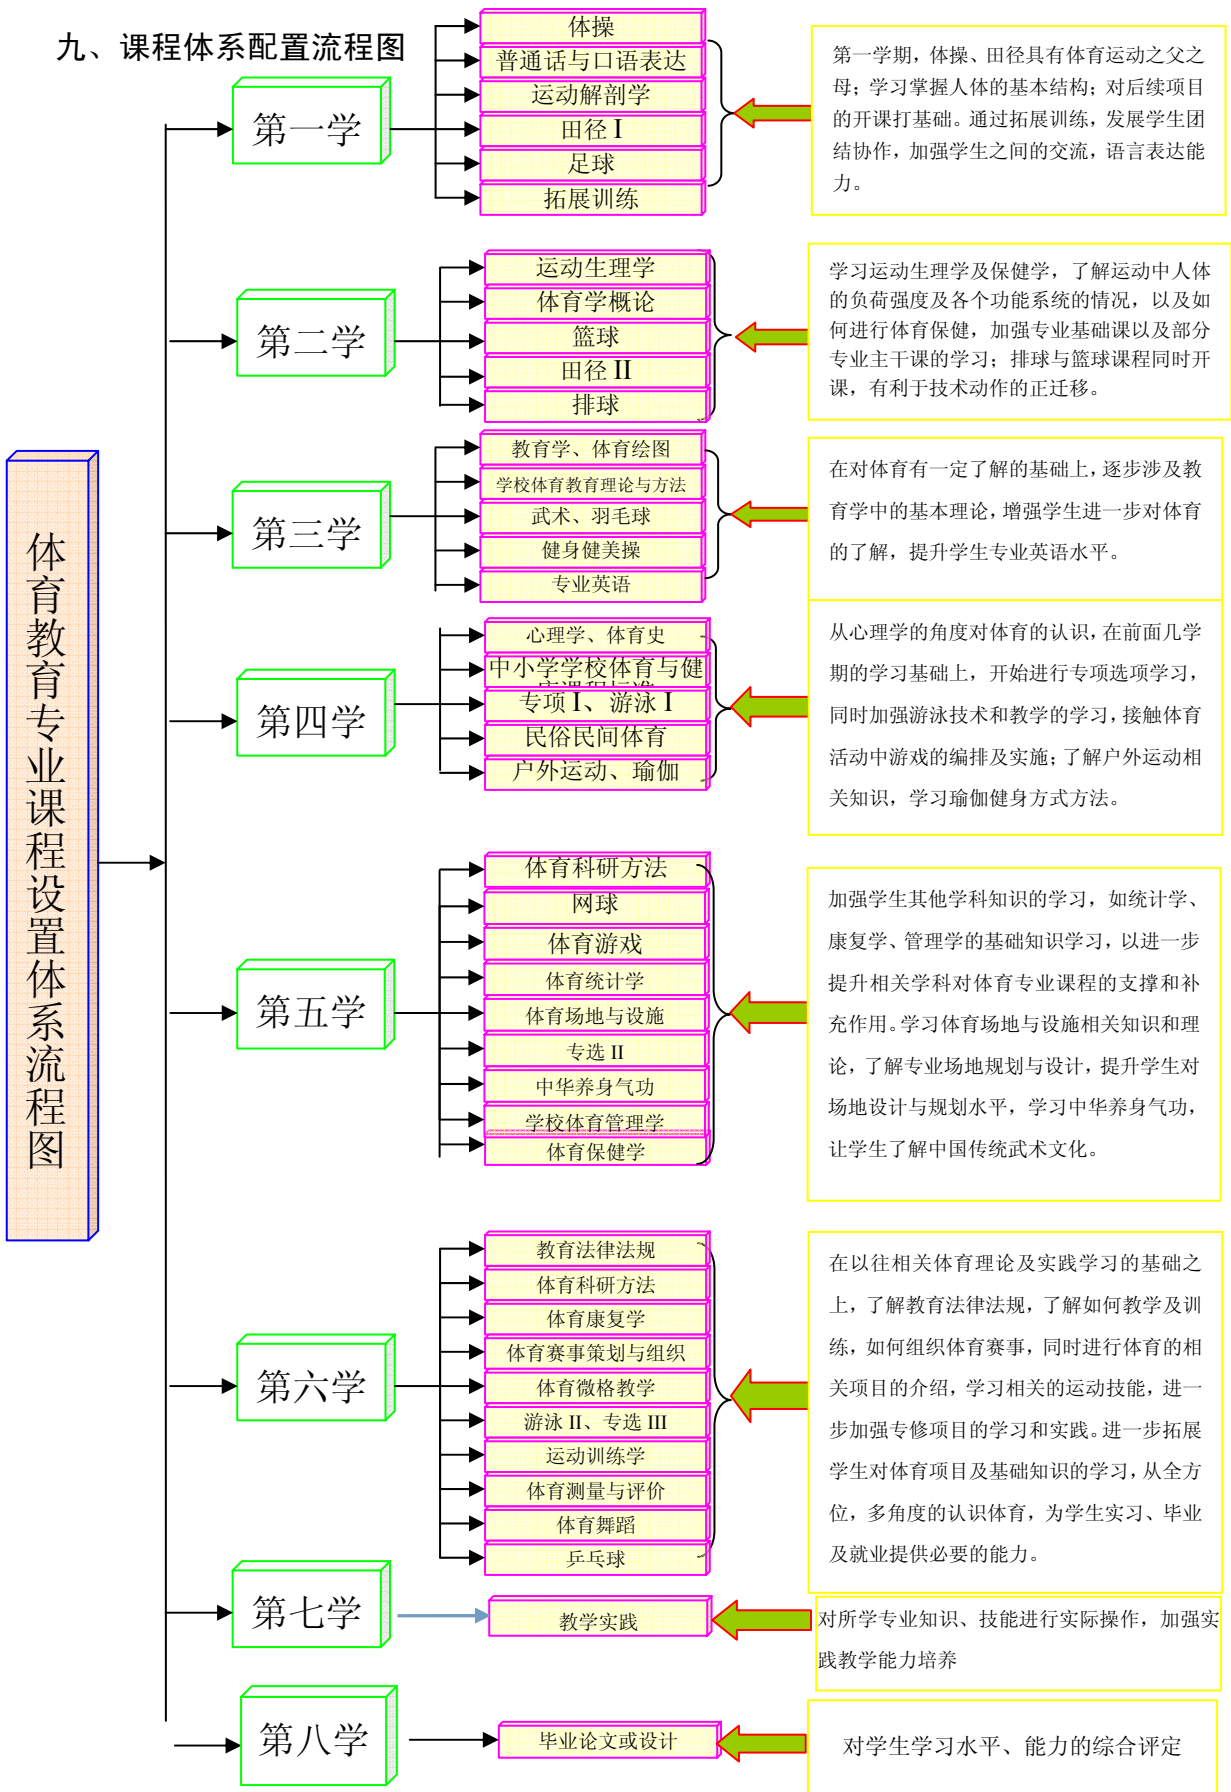 九、课程体系配置流程图
体育教育专业课程设置体系流程图
第一学
体操
普通话与口语表达
运动解剖学
田径 I
足球
拓展训练
第一学期，体操、田径具有体育运动之父之
母；学习掌握人体的基本结构；对后续项目
的开课打基础。通过拓展训练，发展学生团
结协作，加强学生之间的交流，语言表达能
力。
第二学
运动生理学
体育学概论
篮球
田径 II
排球
学习运动生理学及保健学，了解运动中人体
的负荷强度及各个功能系统的情况，以及如
何进行体育保健，加强专业基础课以及部分
专业主干课的学习；排球与篮球课程同时开
课，有利于技术动作的正迁移。
第三学
教育学、体育绘图
学校体育教育理论与方法
武术、羽毛球
健身健美操
专业英语
在对体育有一定了解的基础上，逐步涉及教
育学中的基本理论，增强学生进一步对体育
的了解，提升学生专业英语水平。
第四学
心理学、体育史
中小学学校体育与健
康课程标准
专项 I、游泳 I
民俗民间体育
户外运动、瑜伽
从心理学的角度对体育的认识，在前面几学
期的学习基础上，开始进行专项选项学习，
同时加强游泳技术和教学的学习，接触体育
活动中游戏的编排及实施；了解户外运动相
关知识，学习瑜伽健身方式方法。
第五学
体育科研方法
网球
体育游戏
体育统计学
体育场地与设施
专选 II
中华养身气功
学校体育管理学
体育保健学
加强学生其他学科知识的学习，如统计学、
康复学、管理学的基础知识学习，以进一步
提升相关学科对体育专业课程的支撑和补
充作用。学习体育场地与设施相关知识和理
论，了解专业场地规划与设计，提升学生对
场地设计与规划水平，学习中华养身气功，
让学生了解中国传统武术文化。
第六学
教育法律法规
体育科研方法
体育康复学
体育赛事策划与组织
体育微格教学
游泳 II、专选 III
运动训练学
体育测量与评价
体育舞蹈
乒乓球
在以往相关体育理论及实践学习的基础之
上，了解教育法律法规，了解如何教学及训
练，如何组织体育赛事，同时进行体育的相
关项目的介绍，学习相关的运动技能，进一
步加强专修项目的学习和实践。进一步拓展
学生对体育项目及基础知识的学习，从全方
位，多角度的认识体育，为学生实习、毕业
及就业提供必要的能力。
第七学
教学实践
对所学专业知识、技能进行实际操作，加强实
践教学能力培养
第八学
毕业论文或设计
对学生学习水平、能力的综合评定